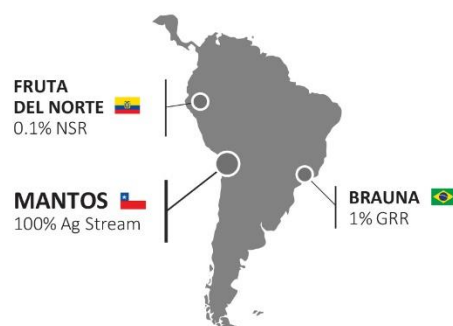 FRUTA
DEL NORTE
0.1% NSR
MANTOS
100% Ag Stream
BRAUNA
1% GRR